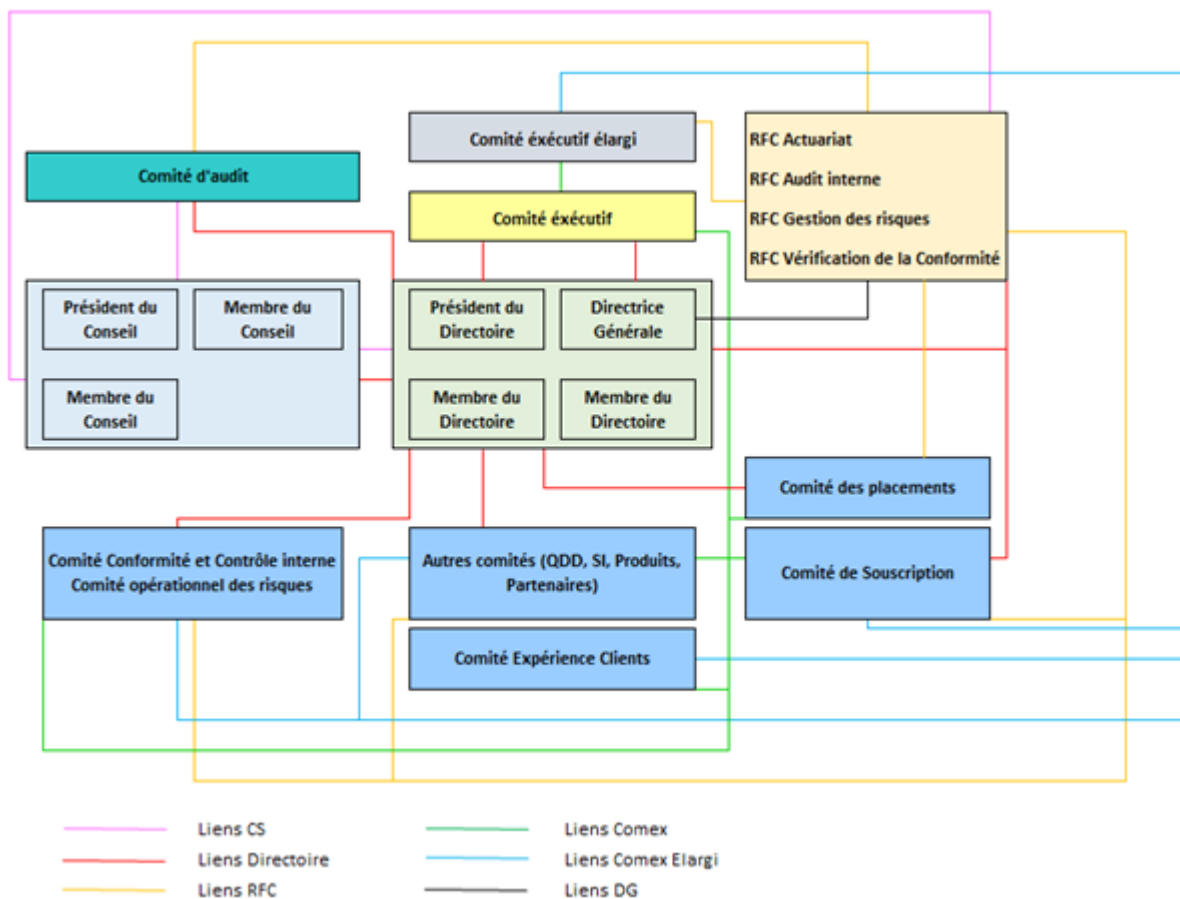 Comité éxécutif élargi
Comité d'audit
Comité éxécutif
RFC Actuariat
RFC Audit interne
RFC Gestion des risques
RFC Vérification de la Conformité
Président du
Conseil
Membre du
Conseil
Membre du
Conseil
Président du
Directoire
Directrice
Générale
Membre du
Directoire
Membre du
Directoire
Comité des placements
Comité Conformité et Contrôle interne
Comité opérationnel des risques
Autres comités (QDD, SI, Produits,
Partenaires)
Comité de Souscription
Comité Expérience Clients
Liens CS
Liens Directoire
Liens RFC
Liens Comex
Liens Comex Elargi
Liens DG